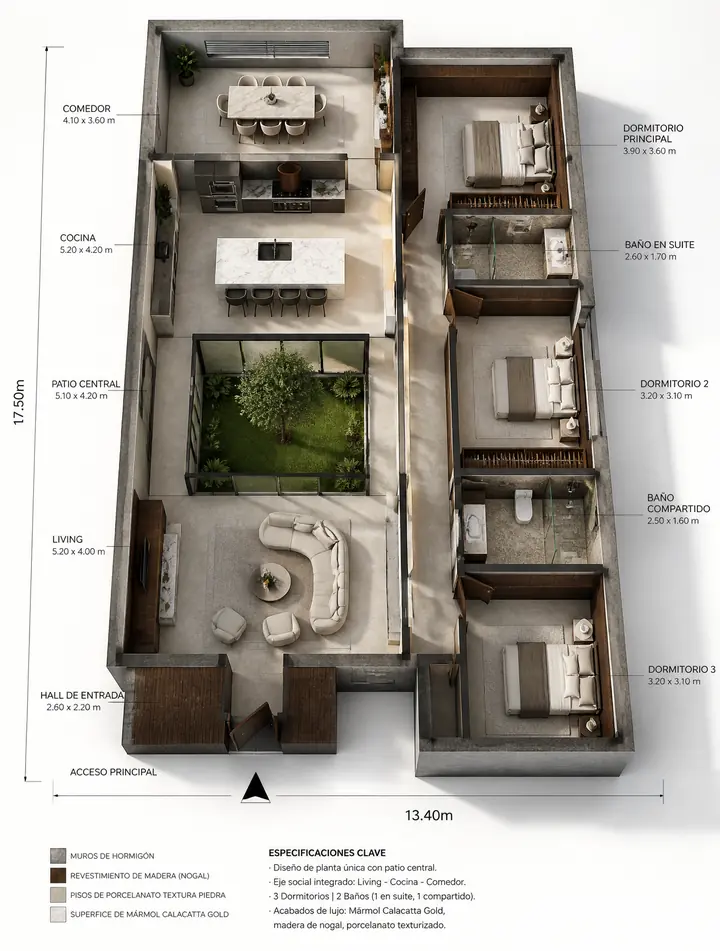 COMEDOR
4.10 x 3.60 m
DORMITORIO
PRINCIPAL
3.90 x 3.60 m
COCINA
5.20 x 4.20 m
BAÑO EN SUITE
2.60 x 1.70 m
PATIO CENTRAL
5.10 x 4.20 m
DORMITORIO 2
3.20 x 3.10 m
17.50m
BAÑO
COMPARTIDO
2.50 x 1.60 m
LIVING
5.20 x 4.00 m
DORMITORIO 3
3.20 x 3.10 m
HALL DE ENTRADA
2.60 x 2.20 m
ACCESO PRINCIPAL
13.40m
MUROS DE HORMIGÓN
REVESTIMIENTO DE MADERA (NOGAL)
PISOS DE PORCELANATO TEXTURA PIEDRA
SUPERFICE DE MÁRMOL CALACATTA GOLD
ESPECIFICACIONES CLAVE
· Diseño de planta única con patio central.
· Eje social integrado: Living - Cocina - Comedor.
· 3 Dormitorios | 2 Baños (1 en suite, 1 compartido).
· Acabados de lujo: Mármol Calacatta Gold,
madera de nogal, porcelanato texturizado.